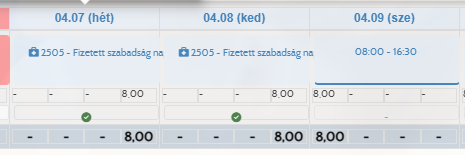 04.07 (hét) 04.08 (ked) 04.09 (sze)
2505 - Fizetett szabadság na 2505 - Fizetett szabadság na 08:00 - 16:30
- - - 8,00 - - - 8,00 8,00 - - -
-
- - - 8,00 - - - 8,00 8,00 - - -